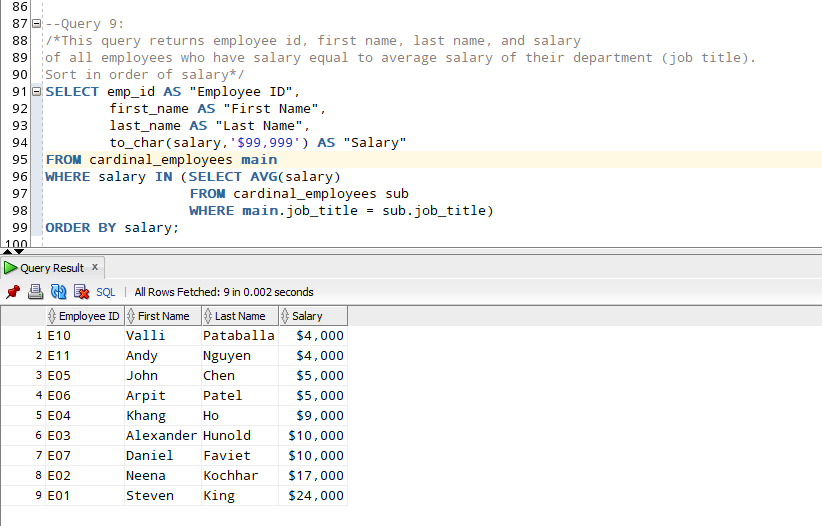 86
87 --Query 9:
88 /*This query returns employee id, first name, last name, and salary
89 of all employees who have salary equal to average salary of their department (job title).
90 Sort in order of salary*/
91 SELECT emp_id AS "Employee ID",
92 first_name AS "First Name",
93 last_name AS "Last Name",
94 to_char(salary,'$99,999') AS "Salary"
95 FROM cardinal_employees main
96 WHERE salary IN (SELECT AVG(salary)
97 FROM cardinal_employees sub
98 WHERE main.job_title = sub.job_title)
99 ORDER BY salary;
100
Query Result x
SQL | All Rows Fetched: 9 in 0.002 seconds
Employee ID First Name Last Name Salary
1 E10 Valli Pataballa $4,000
2 E11 Andy Nguyen $4,000
3 E05 John Chen $5,000
4 E06 Arpit Patel $5,000
5 E04 Khang Ho $9,000
6 E03 Alexander Hunold $10,000
7 E07 Daniel Faviet $10,000
8 E02 Neena Kochhar $17,000
9 E01 Steven King $24,000